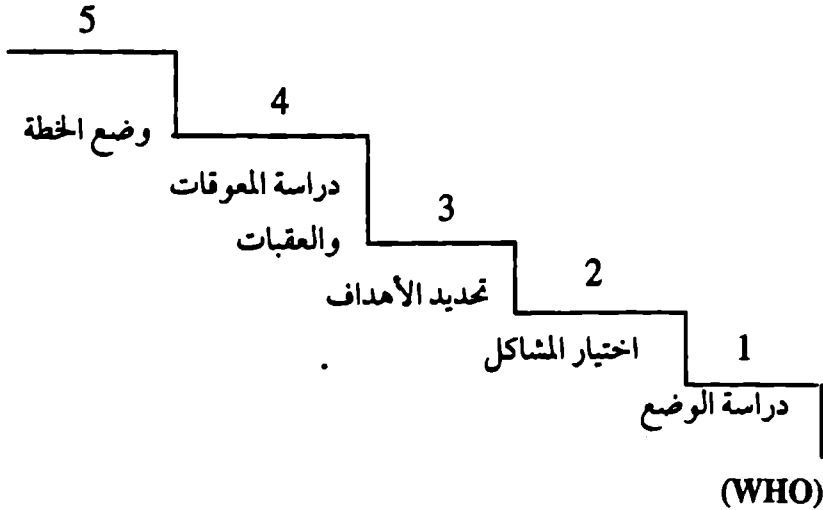 5
4
وضع الخطة
دراسة المعوقات
والعقبات
3
تحديد الأهداف
2
اختيار المشاكل
1
دراسة الوضع
(WHO)